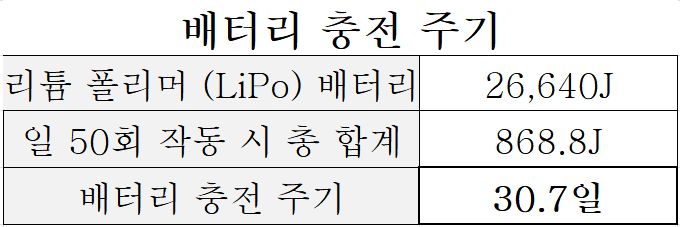 배터리 충전 주기
리튬 폴리머 (LiPo) 배터리 26,640J
일 50회 작동 시 총 합계 868.8J
배터리 충전 주기 30.7일